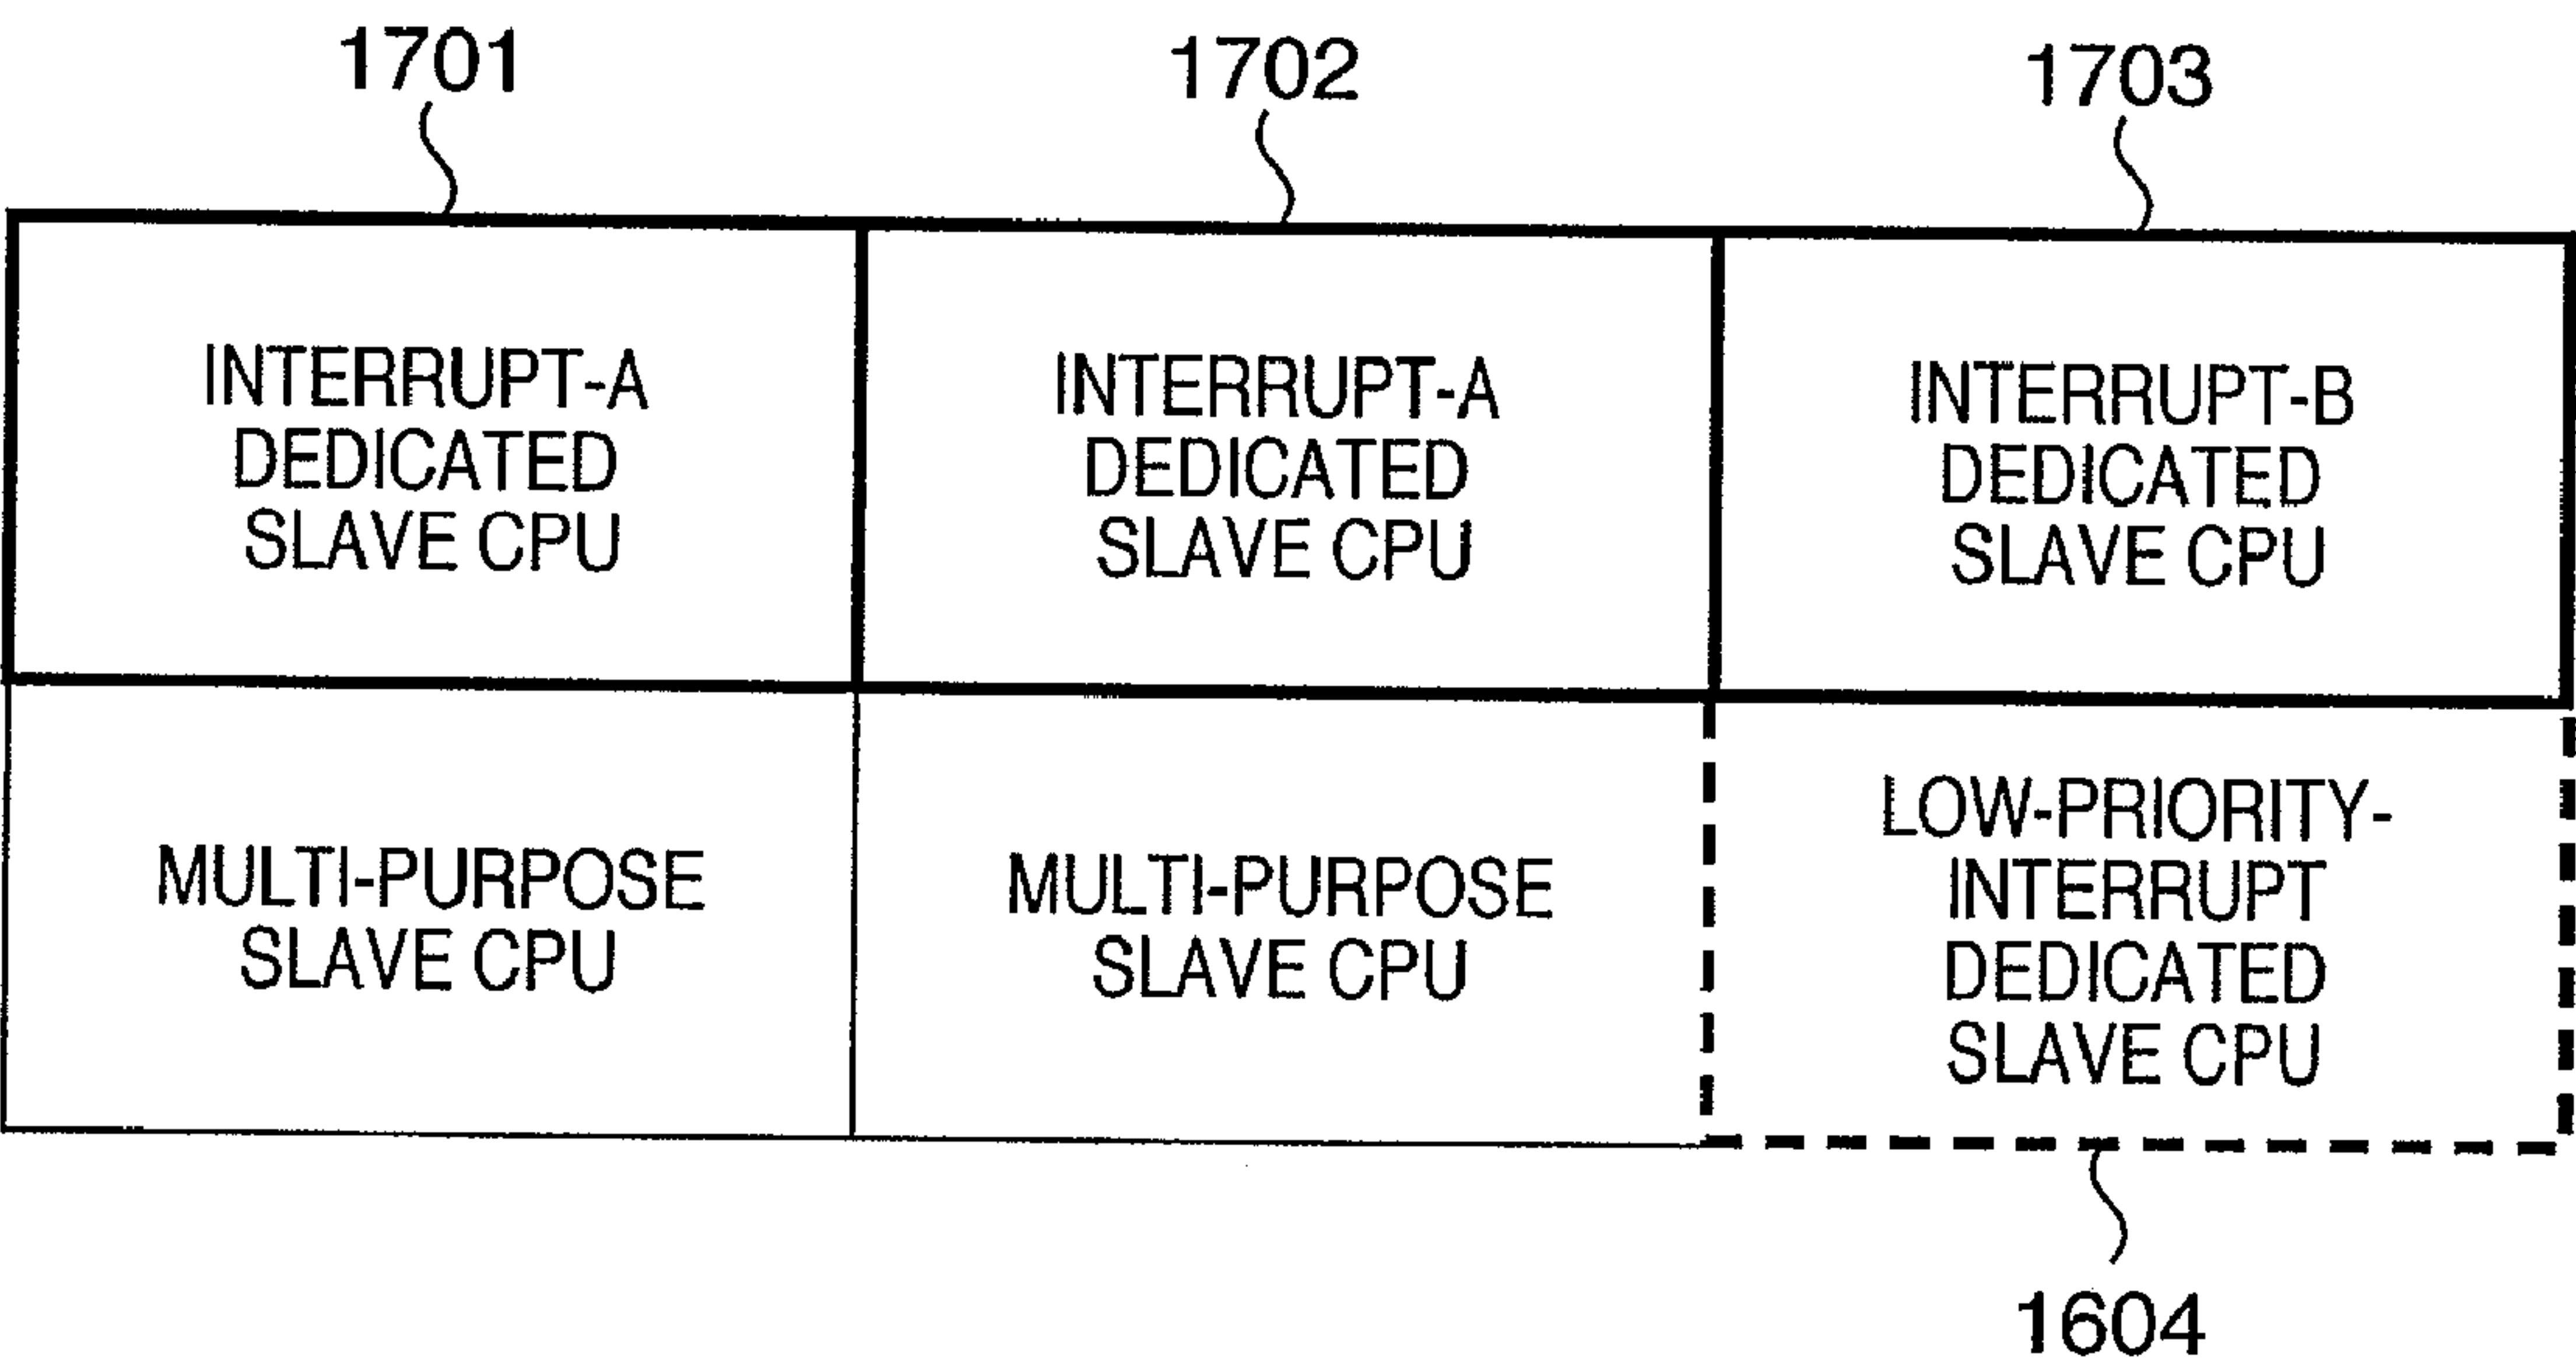 1701
1702
1703
INTERRUPT-A
DEDICATED
SLAVE CPU
INTERRUPT-A
DEDICATED
SLAVE CPU
INTERRUPT-B
DEDICATED
SLAVE CPU
MULTI-PURPOSE
SLAVE CPU
MULTI-PURPOSE
SLAVE CPU
LOW-PRIORITY-
INTERRUPT
DEDICATED
SLAVE CPU
1604